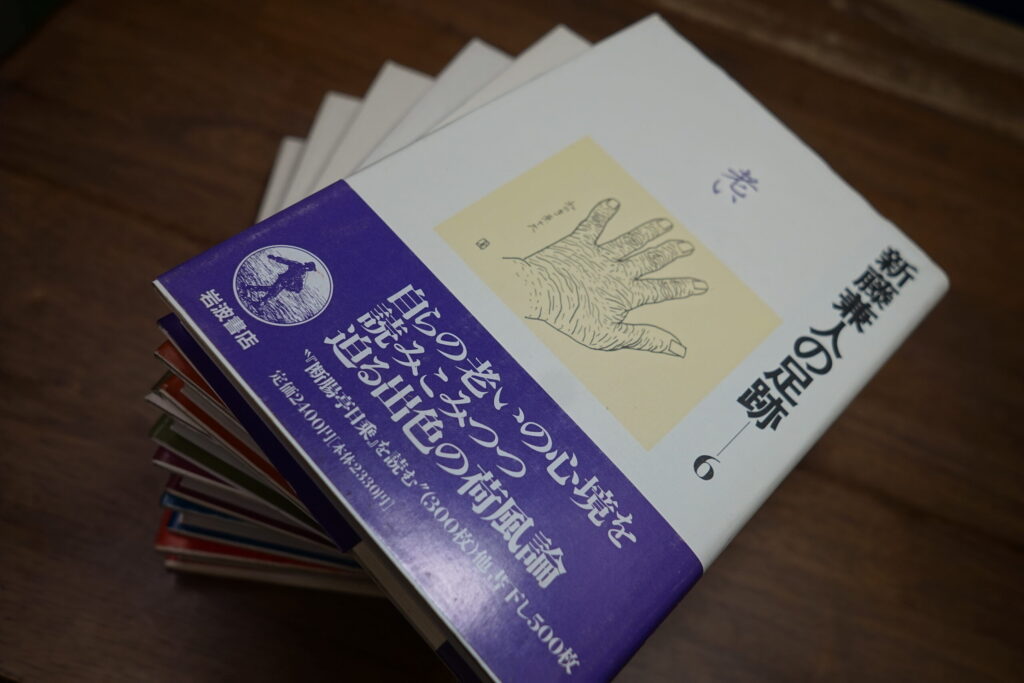 老い
新藤兼人の足跡―6
自らの老いの心境を
読みこみつつ
迫る出色の荷風論
〝『断腸亭日乗』を読む〟(300枚)他書下し500枚
定価2400円[本体2330円]
岩波書店